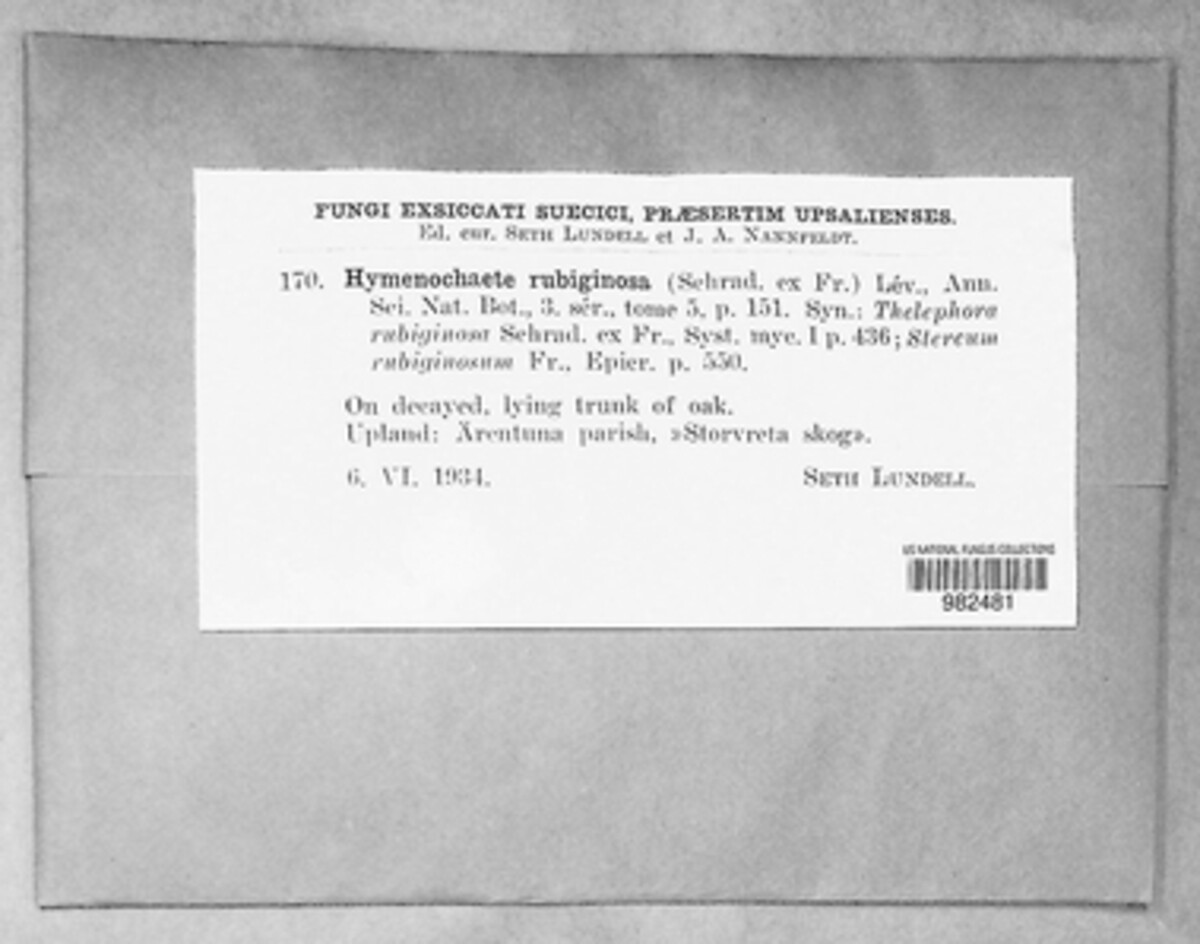 FUNGI EXSICCATI SUECICI, PRÆSERTIM UPSALIENSES.
Ed. cur. SETH LUNDELL et J. A. NANNFELDT.
170. Hymenochaete rubiginosa (Schrad. ex Fr.) Lév., Ann.
Sci. Nat. Bot., 3. sér., tome 5, p. 151. Syn.: Thelephora
rubiginosa Schrad. ex Fr., Syst. myc. I p. 436; Stereum
rubiginosum Fr., Epicr. p. 550.
On decayed, lying trunk of oak.
Upland: Ärentuna parish, »Storvreta skog».
6. VI. 1934. SETH LUNDELL.
US NATIONAL FUNGUS COLLECTIONS
982481